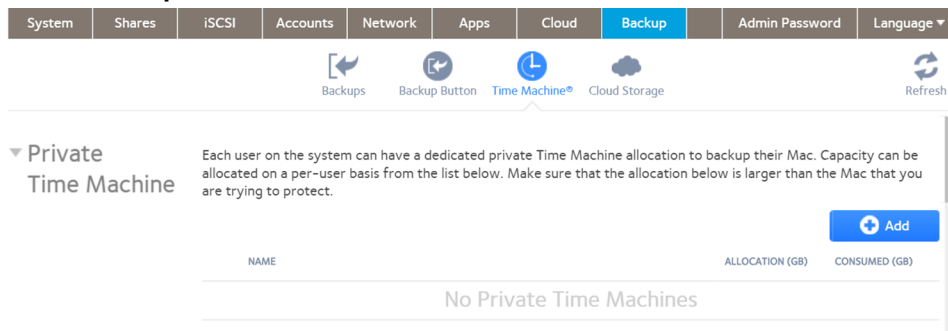 System Shares iSCSI Accounts Network Apps Cloud Backup Admin Password Language
Backups Backup Button Time Machine® Cloud Storage Refresh
Private
Time Machine
Each user on the system can have a dedicated private Time Machine allocation to backup their Mac. Capacity can be
allocated on a per-user basis from the list below. Make sure that the allocation below is larger than the Mac that you
are trying to protect.
Add
NAME ALLOCATION (GB) CONSUMED (GB)
No Private Time Machines